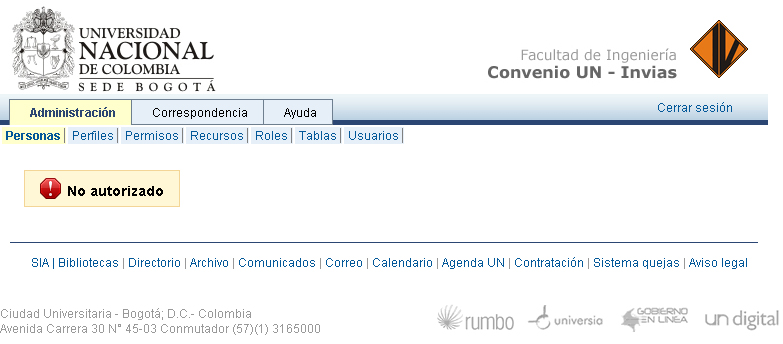 UNIVERSIDAD
NACIONAL
DE COLOMBIA
SEDE BOGOTÁ
Facultad de Ingeniería
Convenio UN - Invias
Administración Correspondencia Ayuda Cerrar sesión
Personas | Perfiles | Permisos | Recursos | Roles | Tablas | Usuarios |
No autorizado
SIA | Bibliotecas | Directorio | Archivo | Comunicados | Correo | Calendario | Agenda UN | Contratación | Sistema quejas | Aviso legal
Ciudad Universitaria - Bogotá; D.C.- Colombia
Avenida Carrera 30 N° 45-03 Conmutador (57)(1) 3165000
rumbo universia GOBIERNO EN LINEA un digital